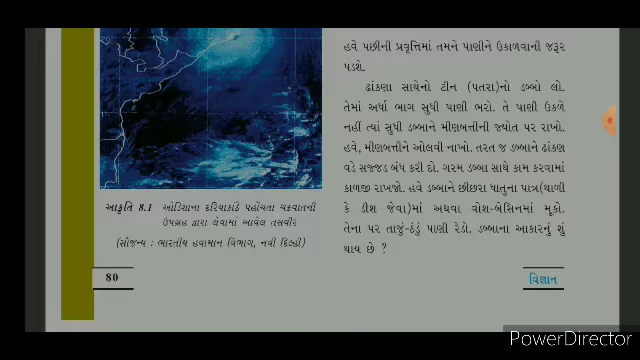 આકૃતિ 8.1 ઓડિશાના દરિયાકાંઠે પહોંચતા ચક્રવાતની
ઉપગ્રહ દ્વારા લેવામાં આવેલ તસવીર
(સૌજન્ય : ભારતીય હવામાન વિભાગ, નવી દિલ્હી)
80
હવે પછીની પ્રવૃત્તિમાં તમને પાણીને ઉકાળવાની જરૂર
પડશે.
ઢાંકણા સાથેનો ટીન (પતરા)નો ડબ્બો લો.
તેમાં અર્ધા ભાગ સુધી પાણી ભરો. તે પાણી ઉકળે
નહીં ત્યાં સુધી ડબ્બાને મીણબત્તીની જ્યોત પર રાખો.
હવે, મીણબત્તીને ઓલવી નાખો. તરત જ ડબ્બાને ઢાંકણ
વડે સજ્જડ બંધ કરી દો. ગરમ ડબ્બા સાથે કામ કરવામાં
કાળજી રાખજો. હવે ડબ્બાને છીછરા ધાતુના પાત્ર(થાળી
કે ડીશ જેવા)માં અથવા વોશ-બેસિનમાં મૂકો.
તેના પર તાજું-ઠંડું પાણી રેડો. ડબ્બાના આકારનું શું
થાય છે ?
વિજ્ઞાન
PowerDirector